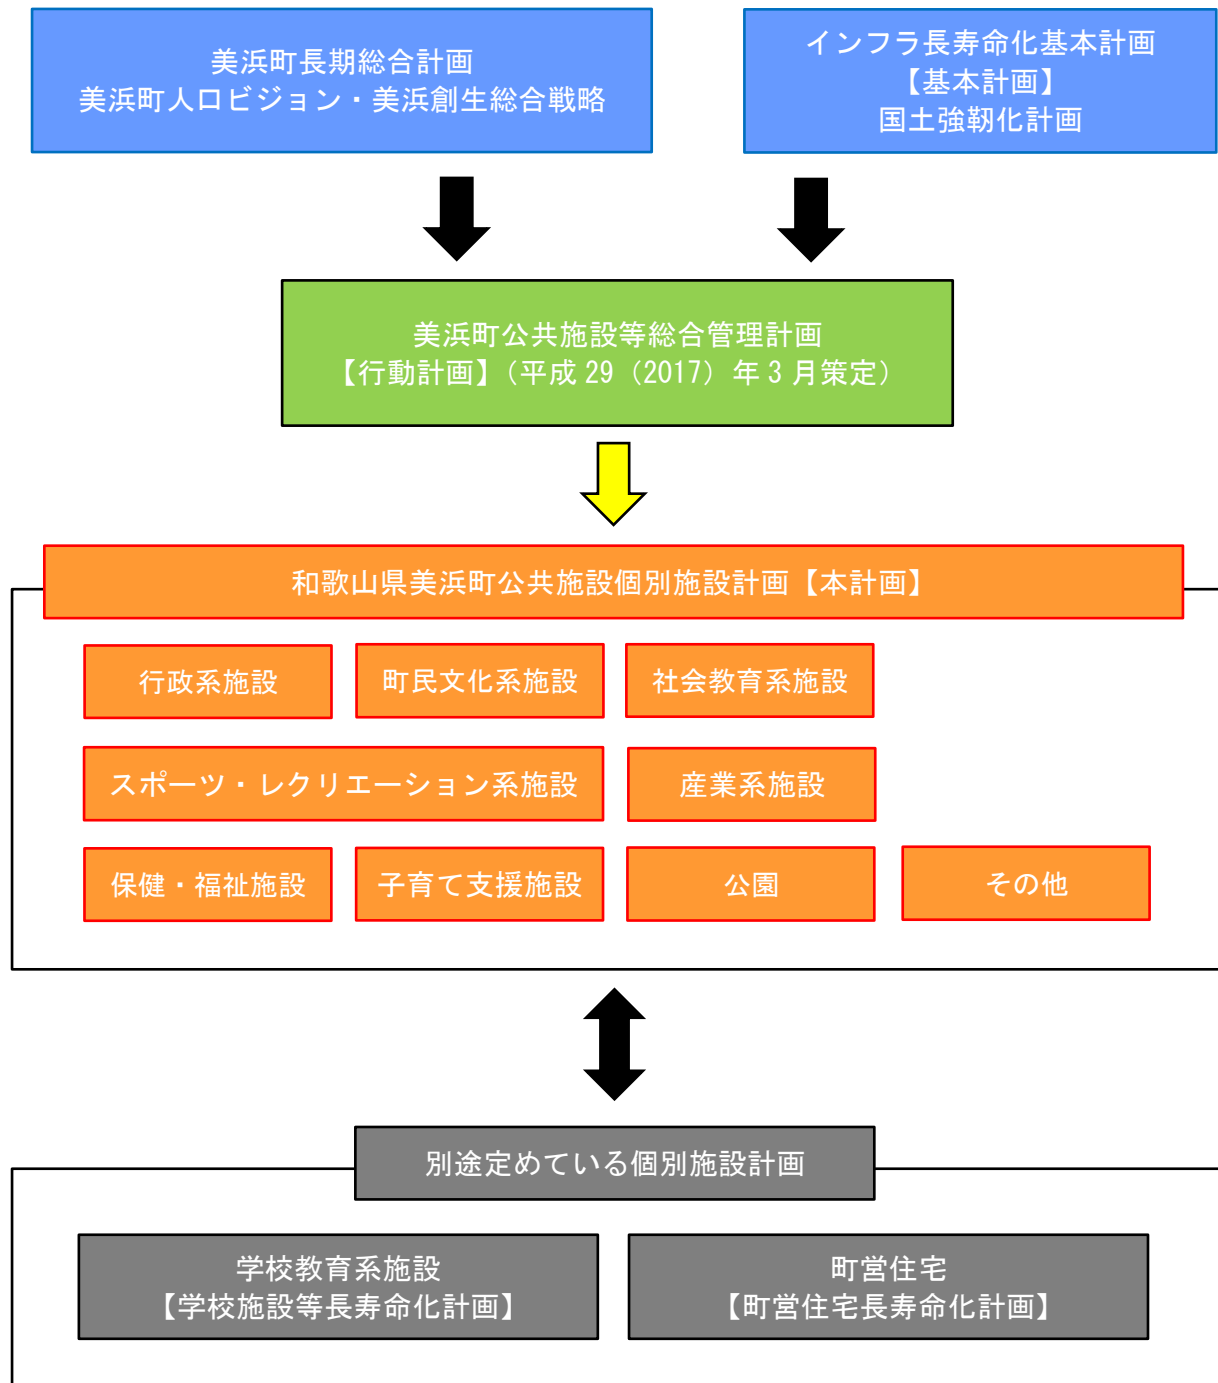 美浜町長期総合計画
美浜町人口ビジョン・美浜創生総合戦略
インフラ長寿命化基本計画
【基本計画】
国土強靭化計画
美浜町公共施設等総合管理計画
【行動計画】（平成 29（2017）年 3 月策定）
和歌山県美浜町公共施設個別施設計画【本計画】
行政系施設
町民文化系施設
社会教育系施設
スポーツ・レクリエーション系施設
産業系施設
保健・福祉施設
子育て支援施設
公園
その他
別途定めている個別施設計画
学校教育系施設
【学校施設等長寿命化計画】
町営住宅
【町営住宅長寿命化計画】